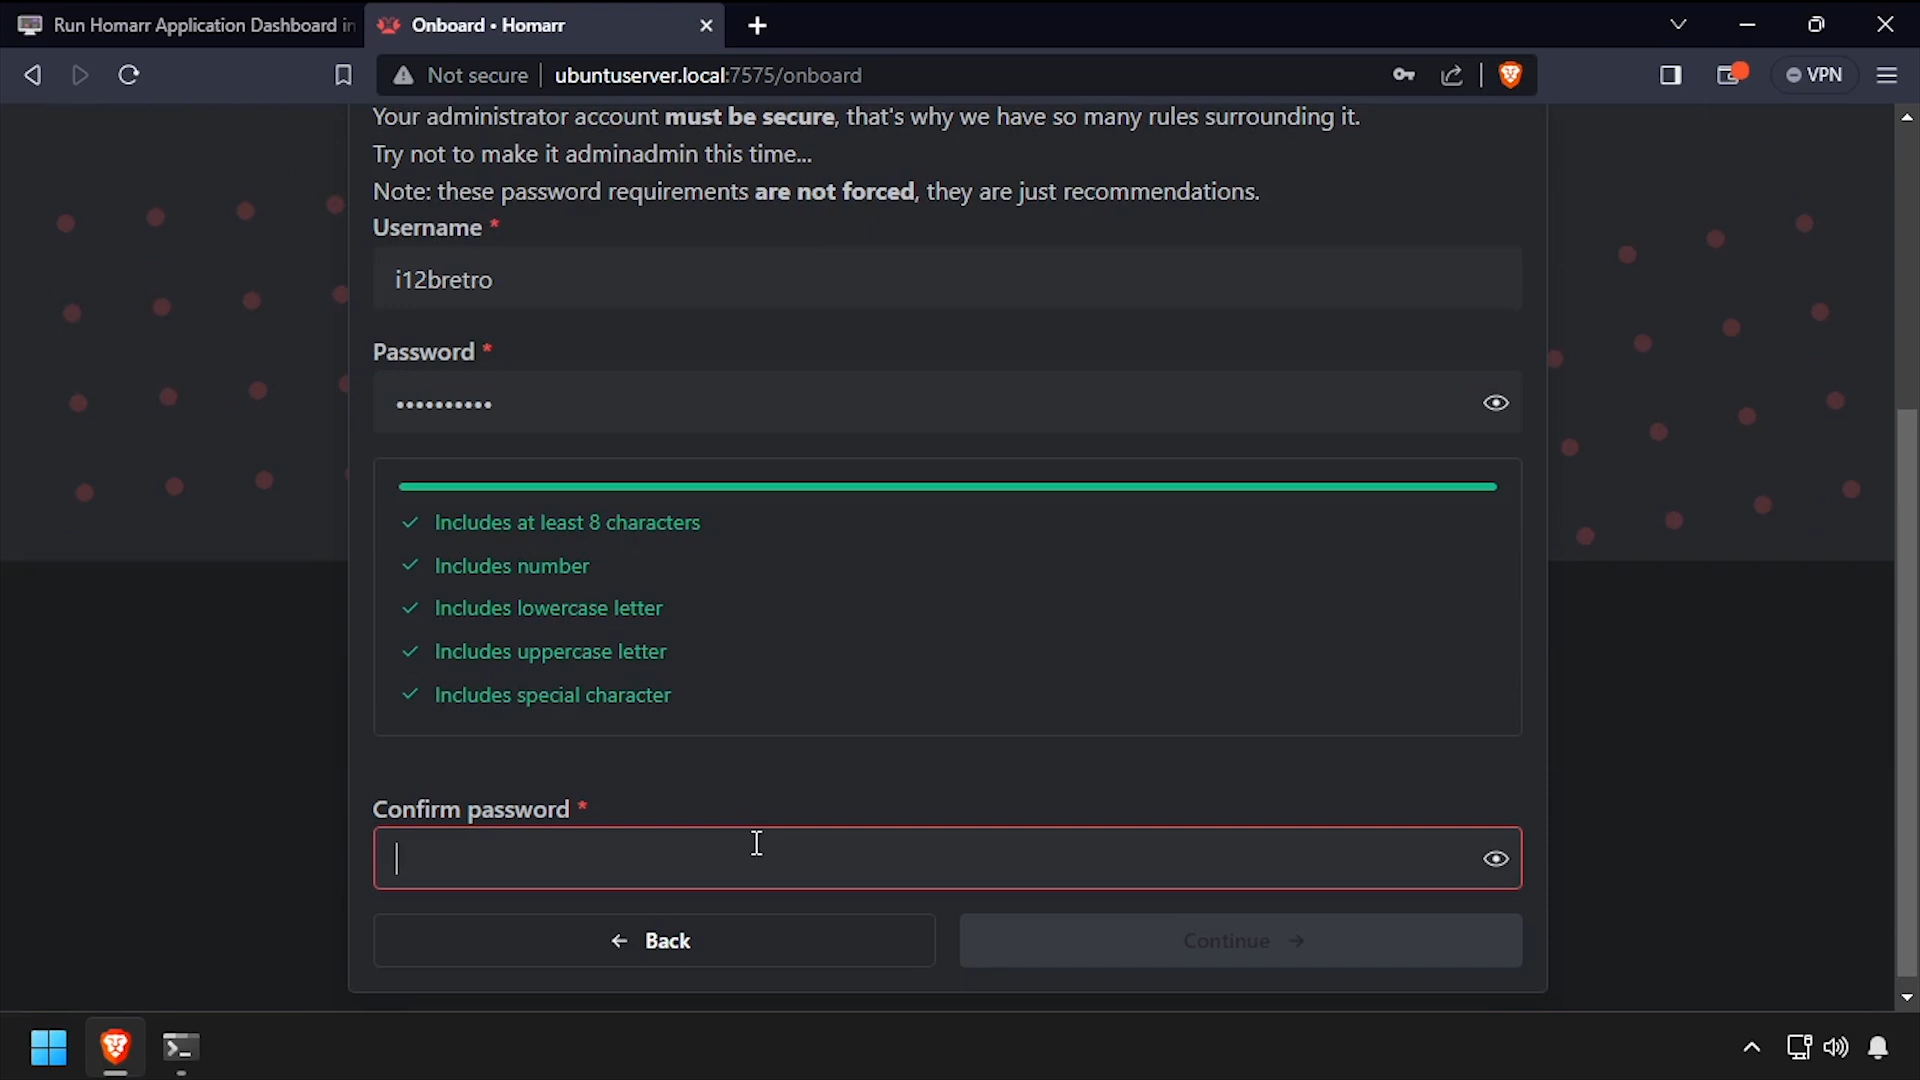 Run Homarr Application Dashboard in
Onboard • Homarr
Not secure
ubuntuserver.local:7575/onboard
VPN
Your administrator account must be secure, that's why we have so many rules surrounding it.
Try not to make it adminadmin this time...
Note: these password requirements are not forced, they are just recommendations.
Username *
i12bretro
Password *
••••••••••
Includes at least 8 characters
Includes number
Includes lowercase letter
Includes uppercase letter
Includes special character
Confirm password *
← Back
Continue →